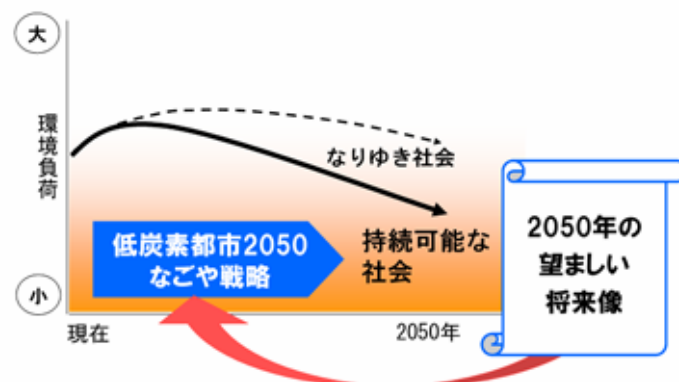 大
環境負荷
小
なりゆき社会
持続可能な
社会
低炭素都市2050
なごや戦略
現在
2050年
2050年の
望ましい
将来像